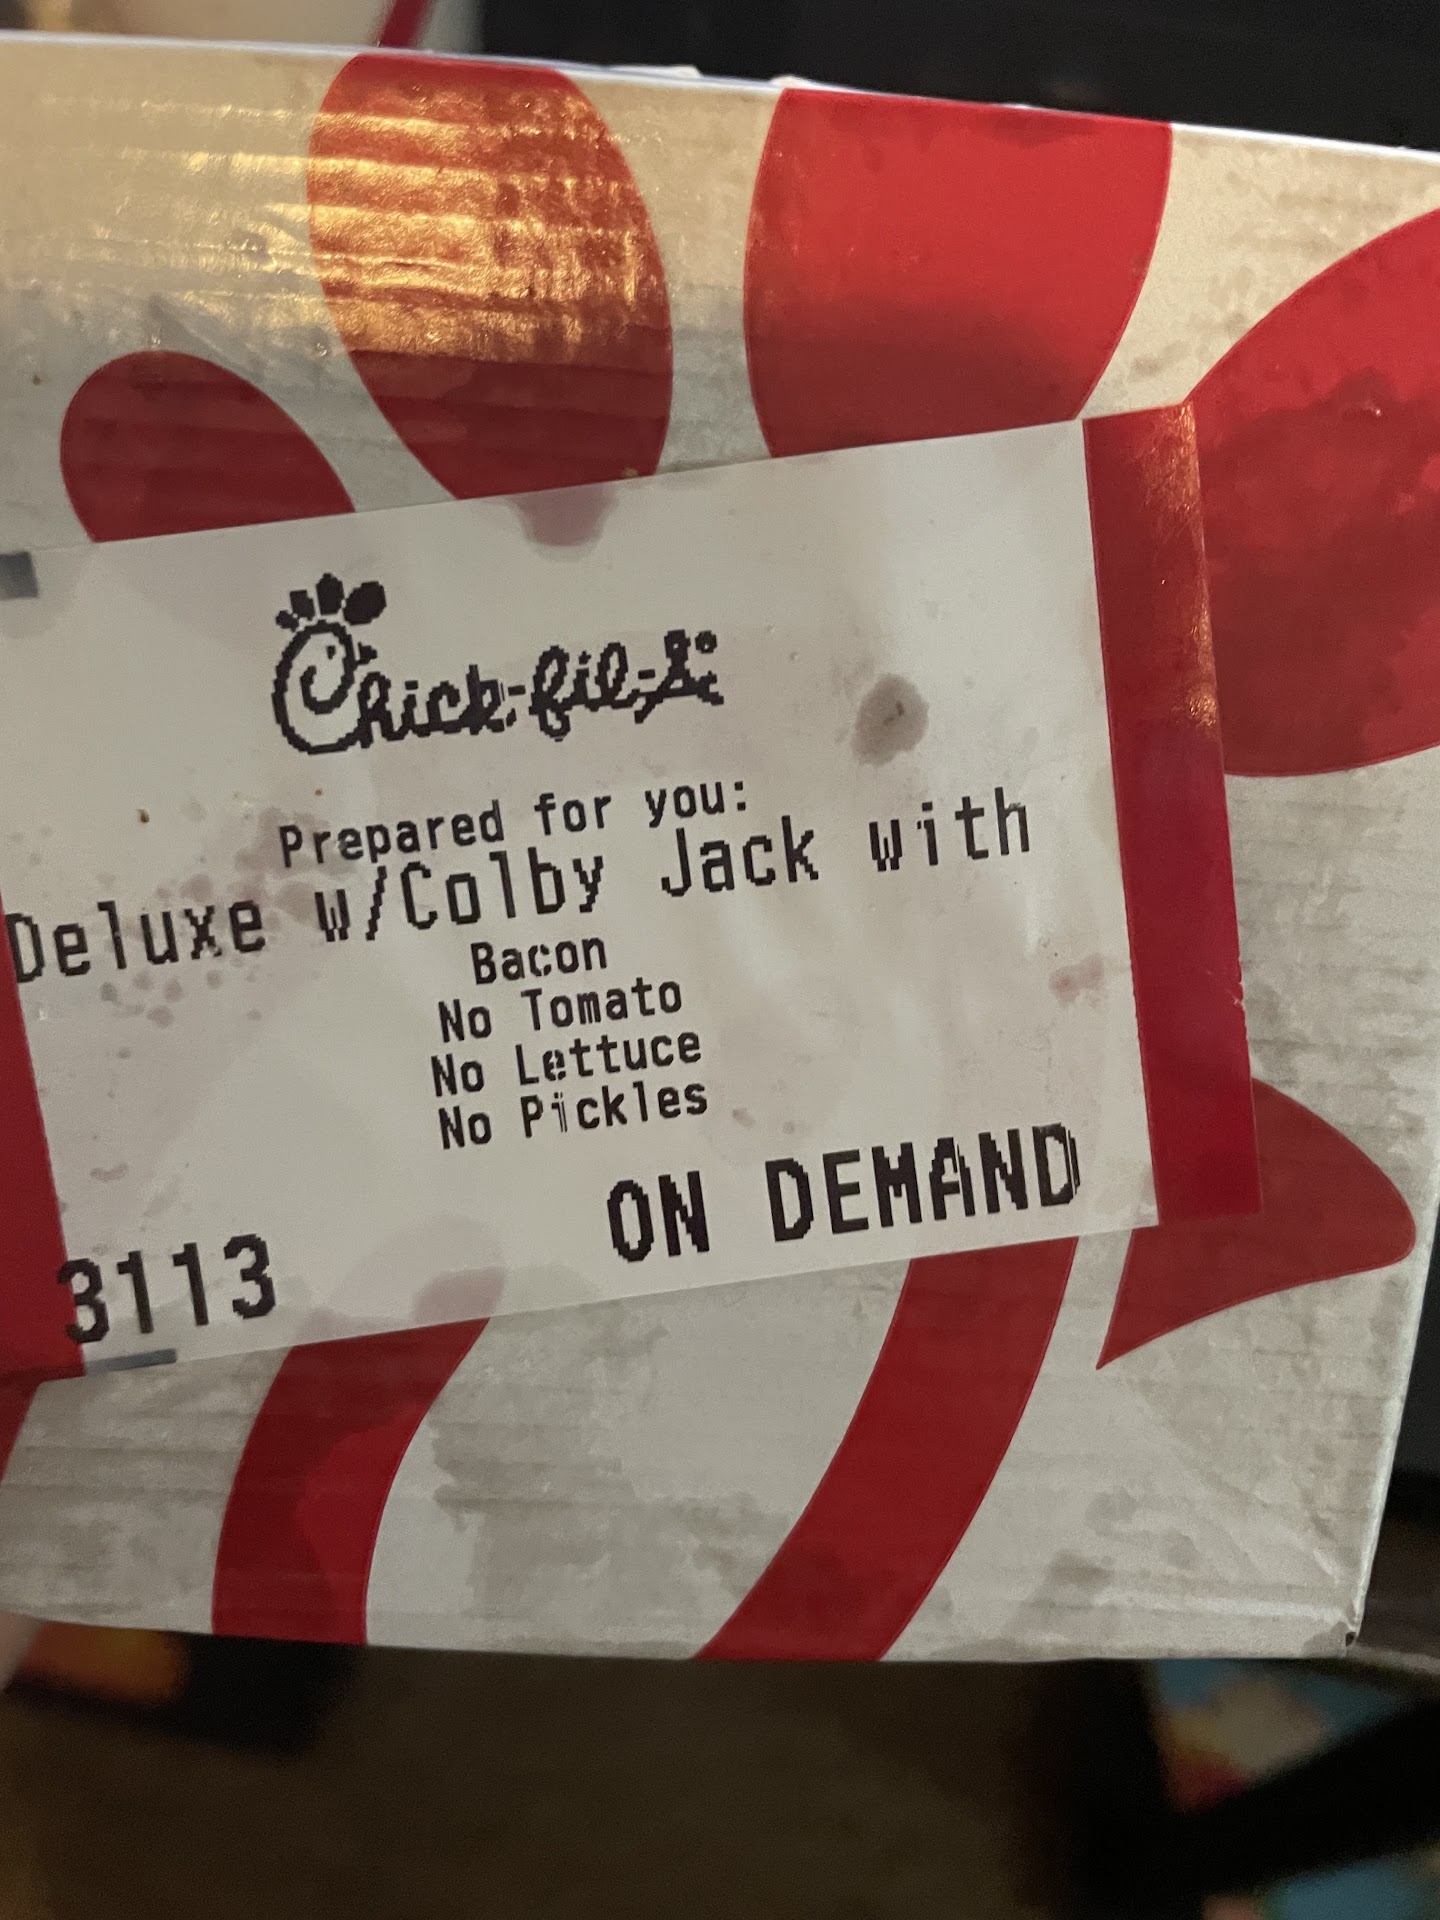 Chick-fil-A®
Prepared for you:
Deluxe w/Colby Jack with
Bacon
No Tomato
No Lettuce
No Pickles
ON DEMAND
3113